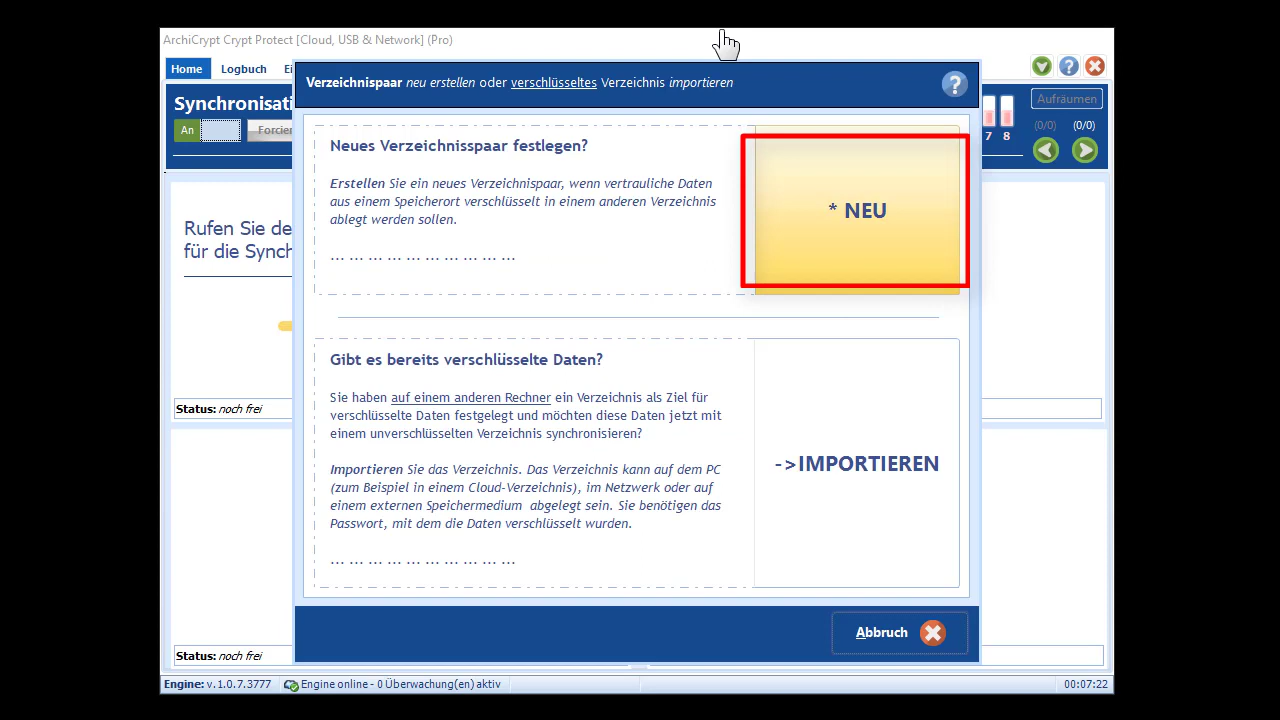 ArchiCrypt Crypt Protect [Cloud, USB & Network] (Pro)
Home Logbuch
Verzeichnispaar neu erstellen oder verschlüsseltes Verzeichnis importieren
Synchronisati
An
Forcier
7 8
Aufräumen
(0/0) (0/0)
Neues Verzeichnisspaar festlegen?
Erstellen Sie ein neues Verzeichnispaar, wenn vertrauliche Daten
aus einem Speicherort verschlüsselt in einem anderen Verzeichnis
ablegt werden sollen.
... ... ... ... ... ... ... ... ... ...
* NEU
Rufen Sie de
für die Synch
Gibt es bereits verschlüsselte Daten?
Sie haben auf einem anderen Rechner ein Verzeichnis als Ziel für
verschlüsselte Daten festgelegt und möchten diese Daten jetzt mit
einem unverschlüsselten Verzeichnis synchronisieren?
Importieren Sie das Verzeichnis. Das Verzeichnis kann auf dem PC
(zum Beispiel in einem Cloud-Verzeichnis), im Netzwerk oder auf
einem externen Speichermedium abgelegt sein. Sie benötigen das
Passwort, mit dem die Daten verschlüsselt wurden.
... ... ... ... ... ... ... ... ... ...
->IMPORTIEREN
Status: noch frei
Abbruch
Status: noch frei
Engine: v. 1.0.7.3777 Engine online - 0 Überwachung(en) aktiv 00:07:22